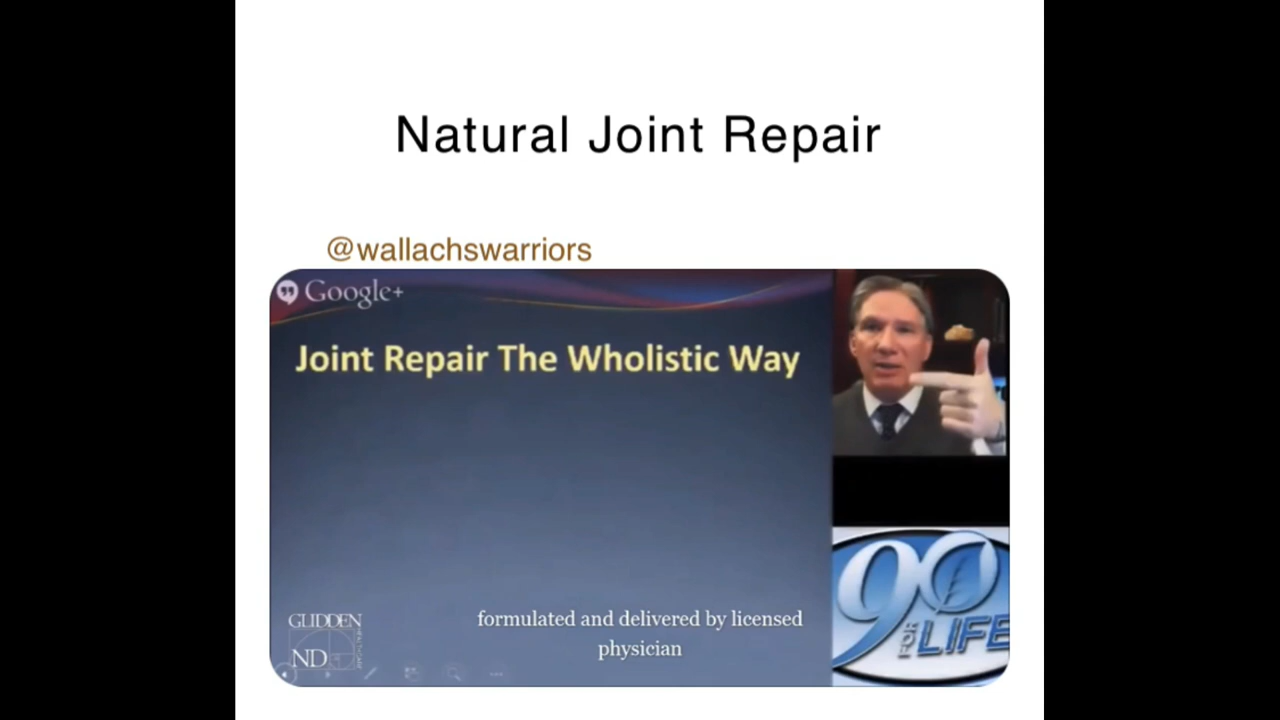 Natural Joint Repair
@wallachswarriors
Google+
Joint Repair The Wholistic Way
formulated and delivered by licensed
physician
GLIDDEN
ND
90
FOR
LIFE